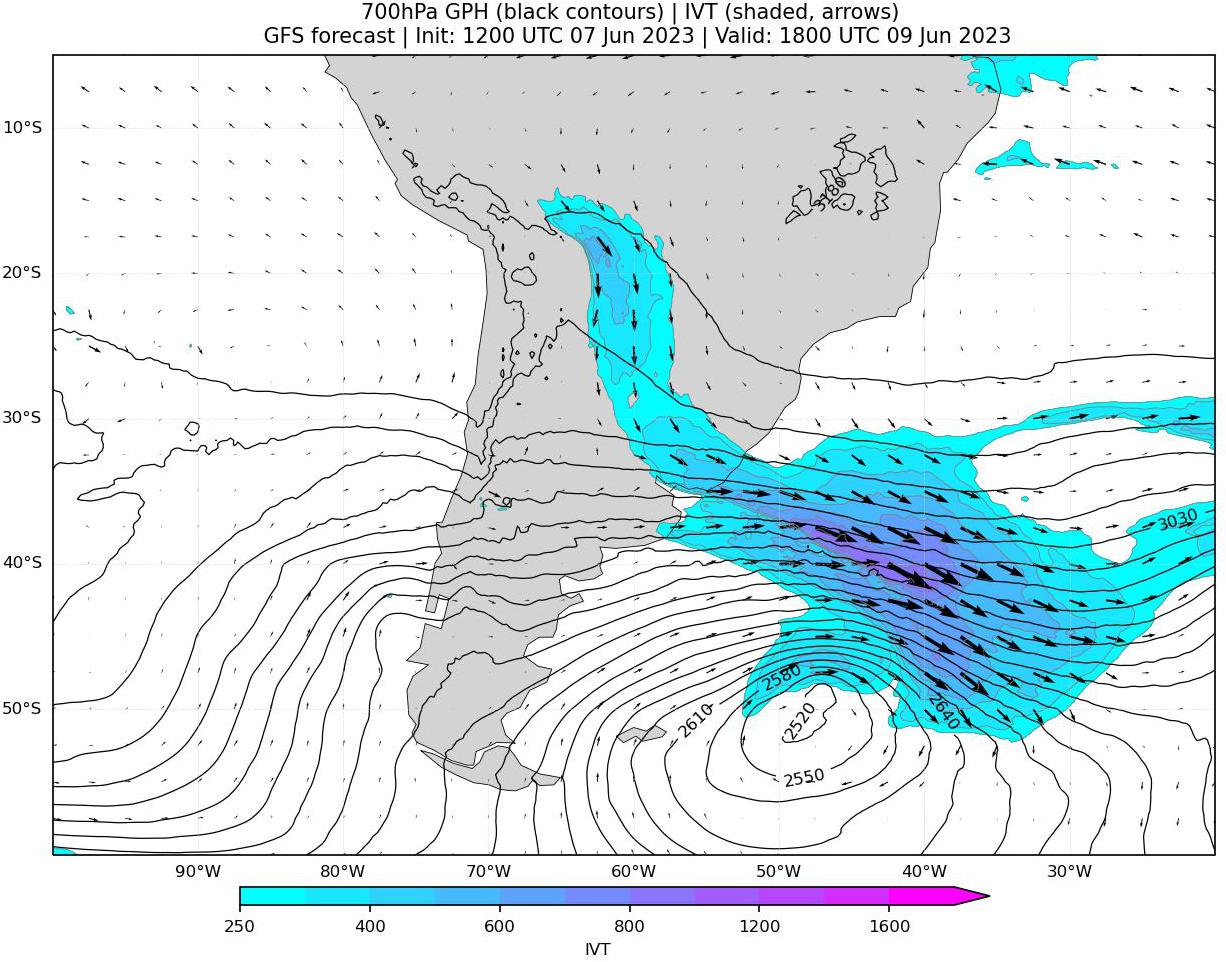 700hPa GPH (black contours) | IVT (shaded, arrows)
GFS forecast | Init: 1200 UTC 07 Jun 2023 | Valid: 1800 UTC 09 Jun 2023
10°S
3180
20°S
30°S
3030
40°S
2580
50°S
2610
2520
2640
2550
90°W 80°W 70°W 60°W 50°W 40°W 30°W
250 400 600 800 1200 1600
IVT